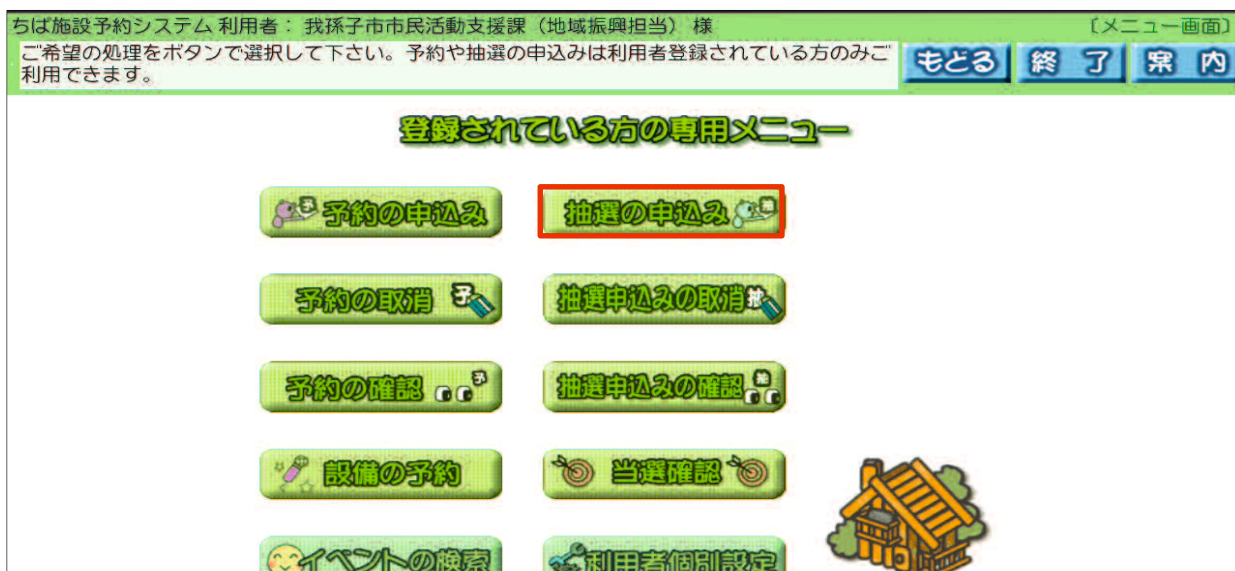 ちば施設予約システム 利用者： 我孫子市市民活動支援課（地域振興担当） 様
〔メニュー画面〕
ご希望の処理をボタンで選択して下さい。予約や抽選の申込みは利用者登録されている方のみご
利用できます。
もどる
終 了
案 内
登録されている方の専用メニュー
予 予約の申込み
抽選の申込み 抽
予約の取消 予
抽選申込みの取消 抽
予約の確認 予
抽選申込みの確認 抽
設備の予約
当選確認
イベントの検索
利用者個別設定